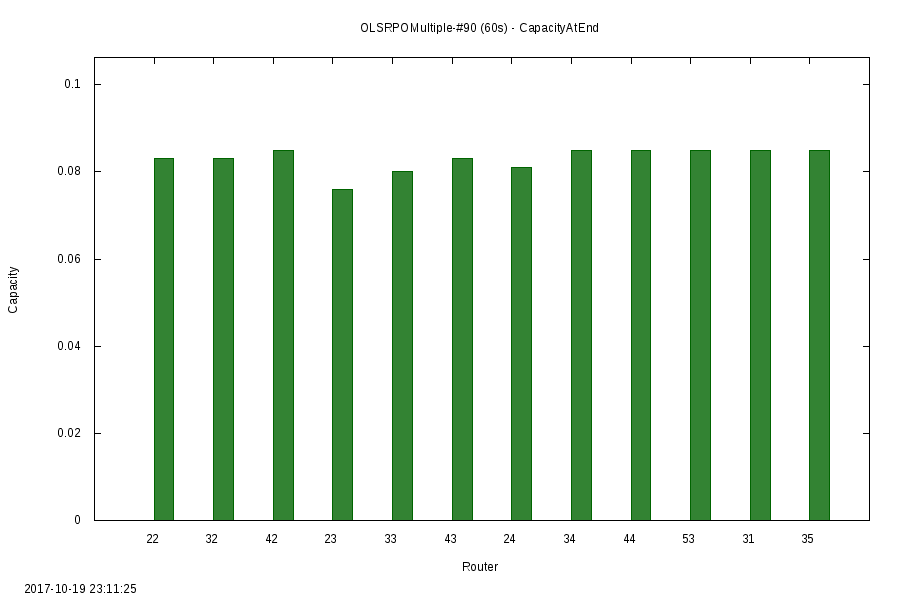 OLSRPOMultiple-#90 (60s) - CapacityAtEnd
0.1
0.08
0.06
0.04
0.02
0
Capacity
22 32 42 23 33 43 24 34 44 53 31 35
Router
2017-10-19 23:11:25